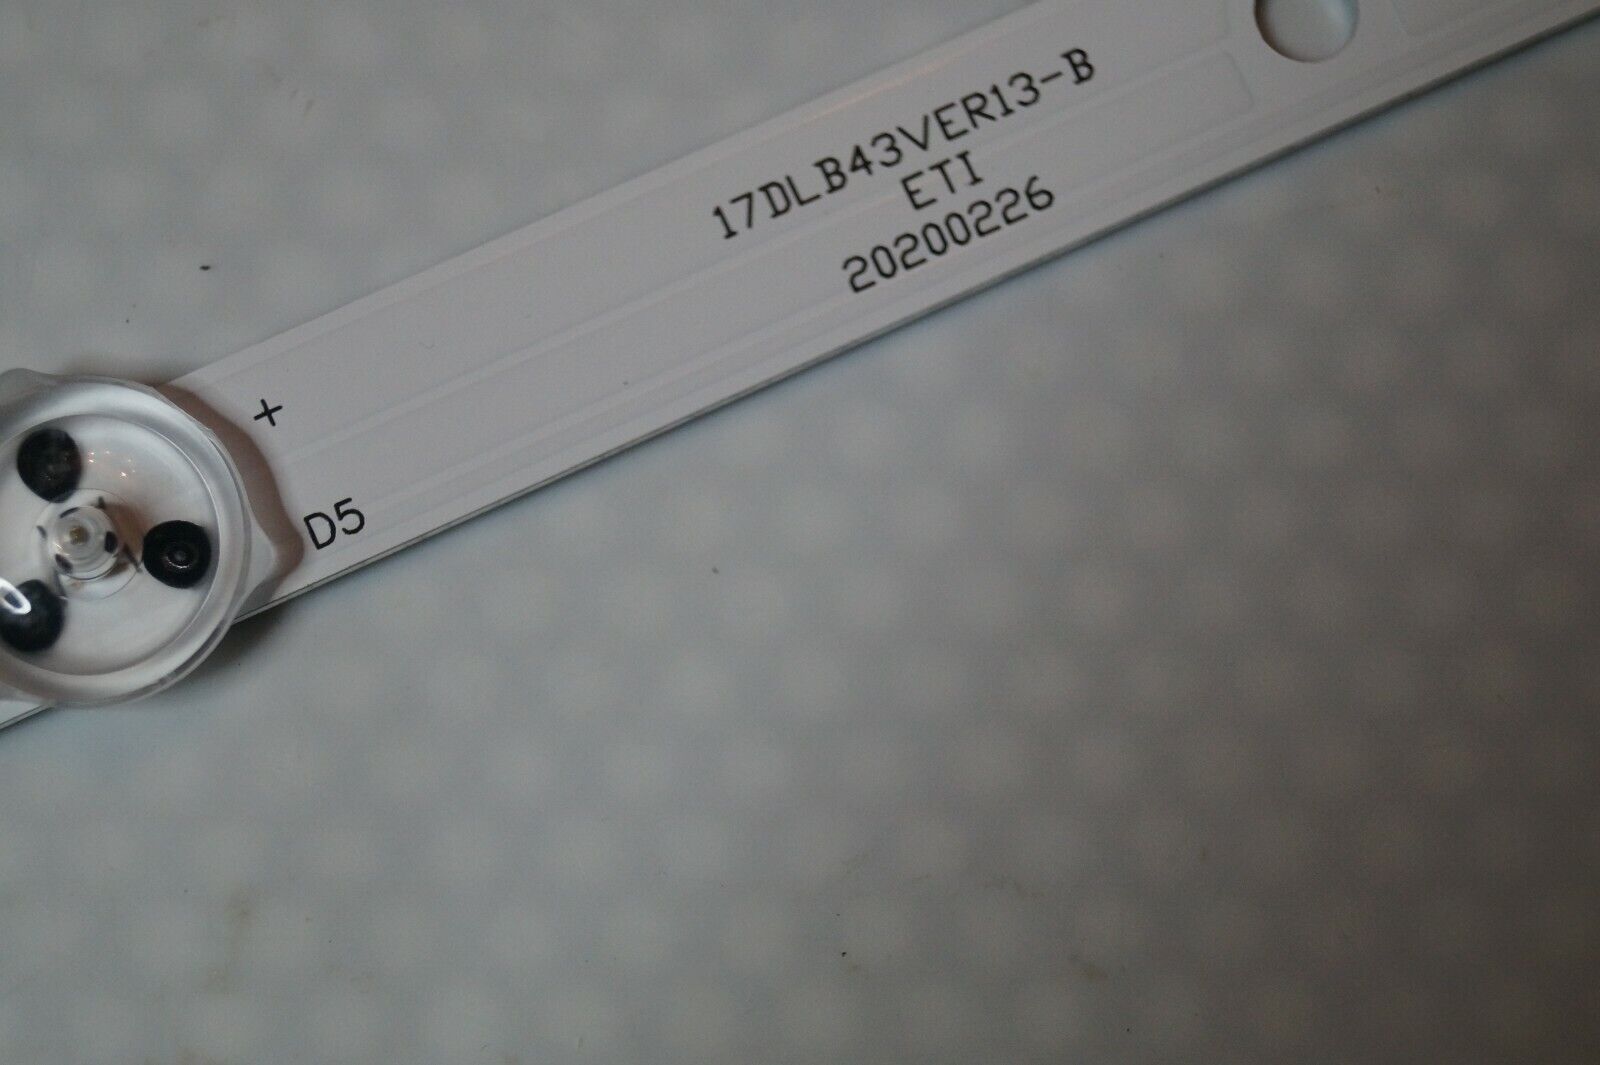 17DLB43VER13-B
ETI
20200226
+
D5